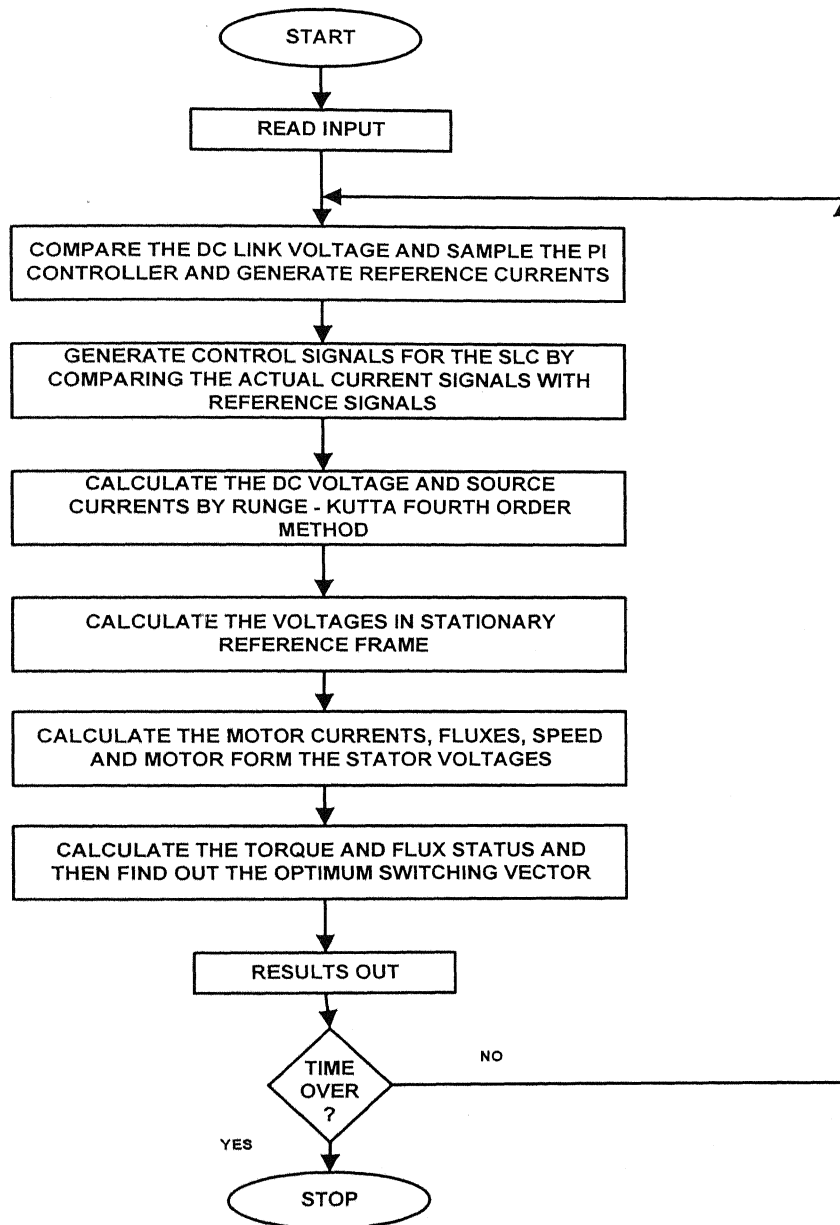 START
READ INPUT
COMPARE THE DC LINK VOLTAGE AND SAMPLE THE PI
CONTROLLER AND GENERATE REFERENCE CURRENTS
GENERATE CONTROL SIGNALS FOR THE SLC BY
COMPARING THE ACTUAL CURRENT SIGNALS WITH
REFERENCE SIGNALS
CALCULATE THE DC VOLTAGE AND SOURCE
CURRENTS BY RUNGE - KUTTA FOURTH ORDER
METHOD
CALCULATE THE VOLTAGES IN STATIONARY
REFERENCE FRAME
CALCULATE THE MOTOR CURRENTS, FLUXES, SPEED
AND MOTOR FORM THE STATOR VOLTAGES
CALCULATE THE TORQUE AND FLUX STATUS AND
THEN FIND OUT THE OPTIMUM SWITCHING VECTOR
RESULTS OUT
TIME
OVER
?
NO
YES
STOP